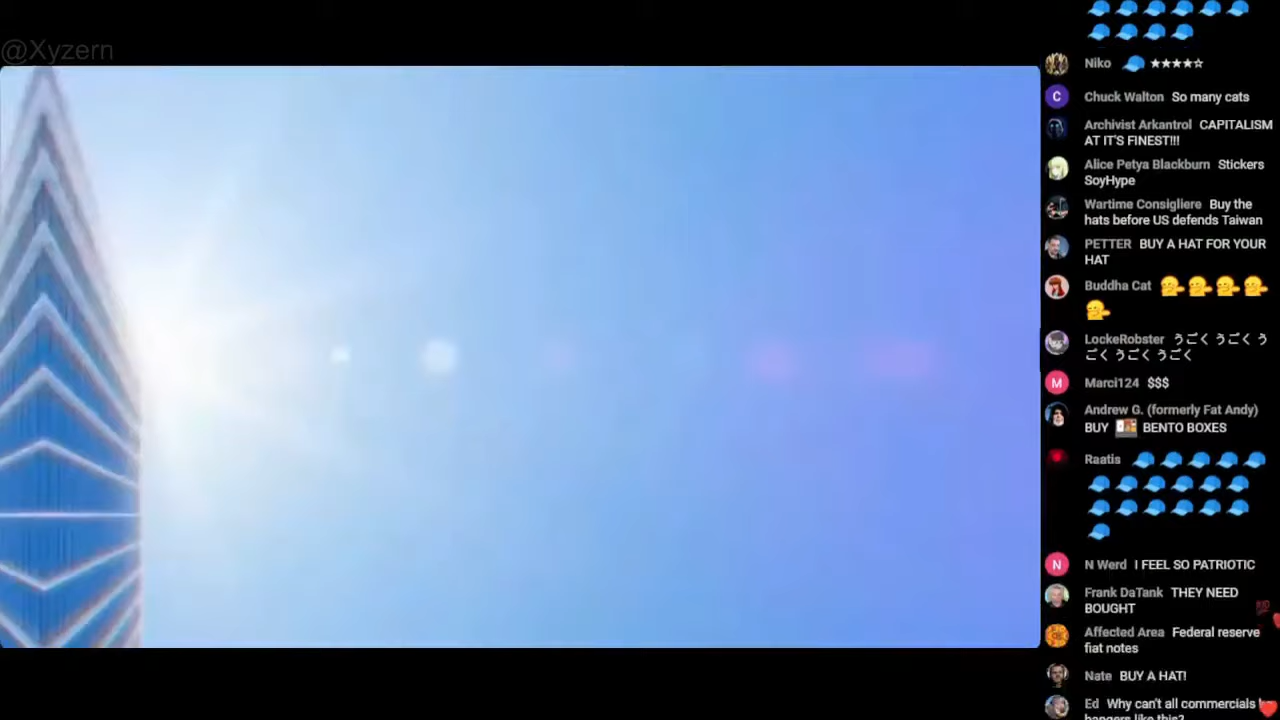 @Xyzern
Niko ★★★★☆
Chuck Walton So many cats
Archivist Arkantrol CAPITALISM
AT IT'S FINEST!!!
Alice Petya Blackburn Stickers
SoyHype
Wartime Consigliere Buy the
hats before US defends Taiwan
PETTER BUY A HAT FOR YOUR
HAT
Buddha Cat
LockeRobster うごく うごく う
ごく うごく うごく
M Marci124 $$$
Andrew G. (formerly Fat Andy)
BUY BENTO BOXES
Raatis
N N Werd I FEEL SO PATRIOTIC
Frank DaTank THEY NEED
BOUGHT
Affected Area Federal reserve
fiat notes
Nate BUY A HAT!
Ed Why can't all commercials
bangers like this?